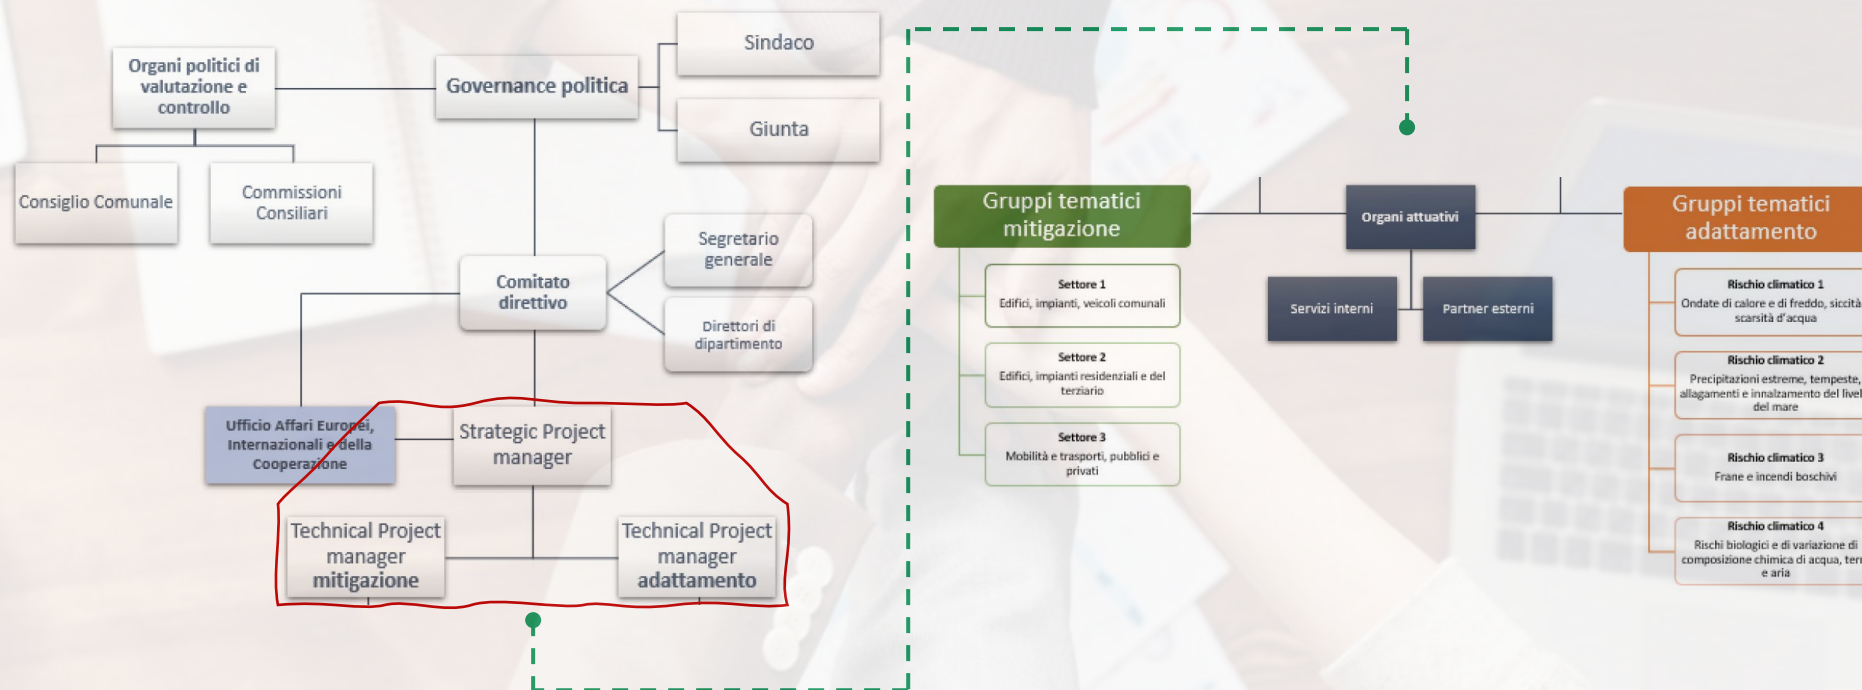 Organi politici di
valutazione e
controllo
Governance politica
Sindaco
Giunta
Consiglio Comunale
Commissioni
Consiliari
Comitato
direttivo
Segretario
generale
Direttori di
dipartimento
Ufficio Affari Europei,
Internazionali e della
Cooperazione
Strategic Project
manager
Technical Project
manager
mitigazione
Technical Project
manager
adattamento
Gruppi tematici
mitigazione
Settore 1
Edifici, impianti, veicoli comunali
Settore 2
Edifici, impianti residenziali e del
terziario
Settore 3
Mobilità e trasporti, pubblici e
privati
Organi attuativi
Servizi interni
Partner esterni
Gruppi tematici
adattamento
Rischio climatico 1
Ondate di calore e di freddo, siccità
scarsità d'acqua
Rischio climatico 2
Precipitazioni estreme, tempeste,
allagamenti e innalzamento del
del mare
Rischio climatico 3
Frane e incendi boschivi
Rischio climatico 4
Rischi biologici e di variazione di
composizione chimica di acqua,
e aria